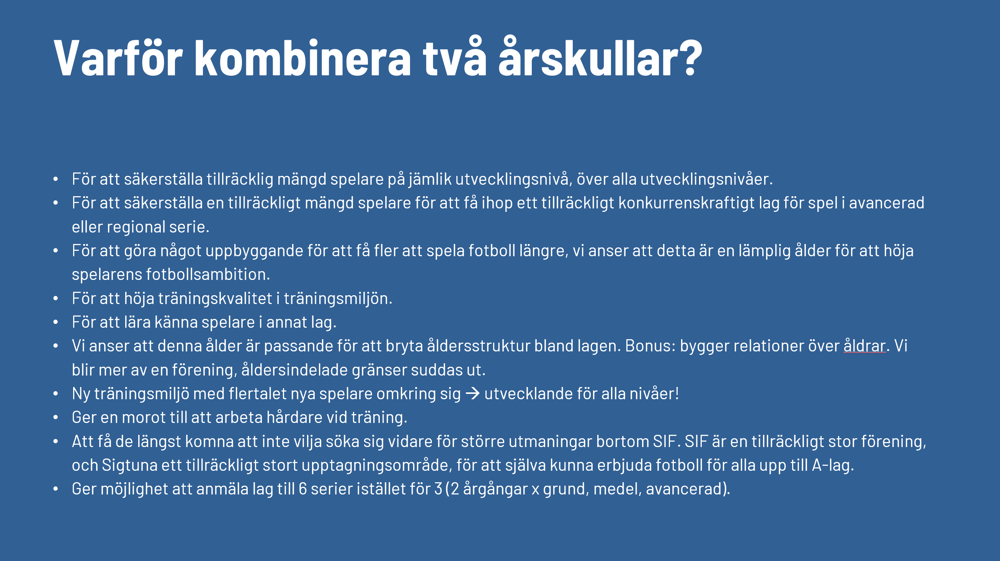 Varför kombinera två årskullar?
• För att säkerställa tillräcklig mängd spelare på jämlik utvecklingsnivå, över alla utvecklingsnivåer.
• För att säkerställa en tillräckligt mängd spelare för att få ihop ett tillräckligt konkurrenskraftigt lag för spel i avancerad
eller regional serie.
• För att göra något uppbyggande för att få fler att spela fotboll längre, vi anser att detta är en lämplig ålder för att höja
spelarens fotbollsambition.
• För att höja träningskvalitet i träningsmiljön.
• För att lära känna spelare i annat lag.
• Vi anser att denna ålder är passande för att bryta åldersstruktur bland lagen. Bonus: bygger relationer över åldrar. Vi
blir mer av en förening, åldersindelade gränser suddas ut.
• Ny träningsmiljö med flertalet nya spelare omkring sig → utvecklande för alla nivåer!
• Ger en morot till att arbeta hårdare vid träning.
• Att få de längst komna att inte vilja söka sig vidare för större utmaningar bortom SIF. SIF är en tillräckligt stor förening,
och Sigtuna ett tillräckligt stort upptagningsområde, för att själva kunna erbjuda fotboll för alla upp till A-lag.
• Ger möjlighet att anmäla lag till 6 serier istället för 3 (2 årgångar x grund, medel, avancerad).